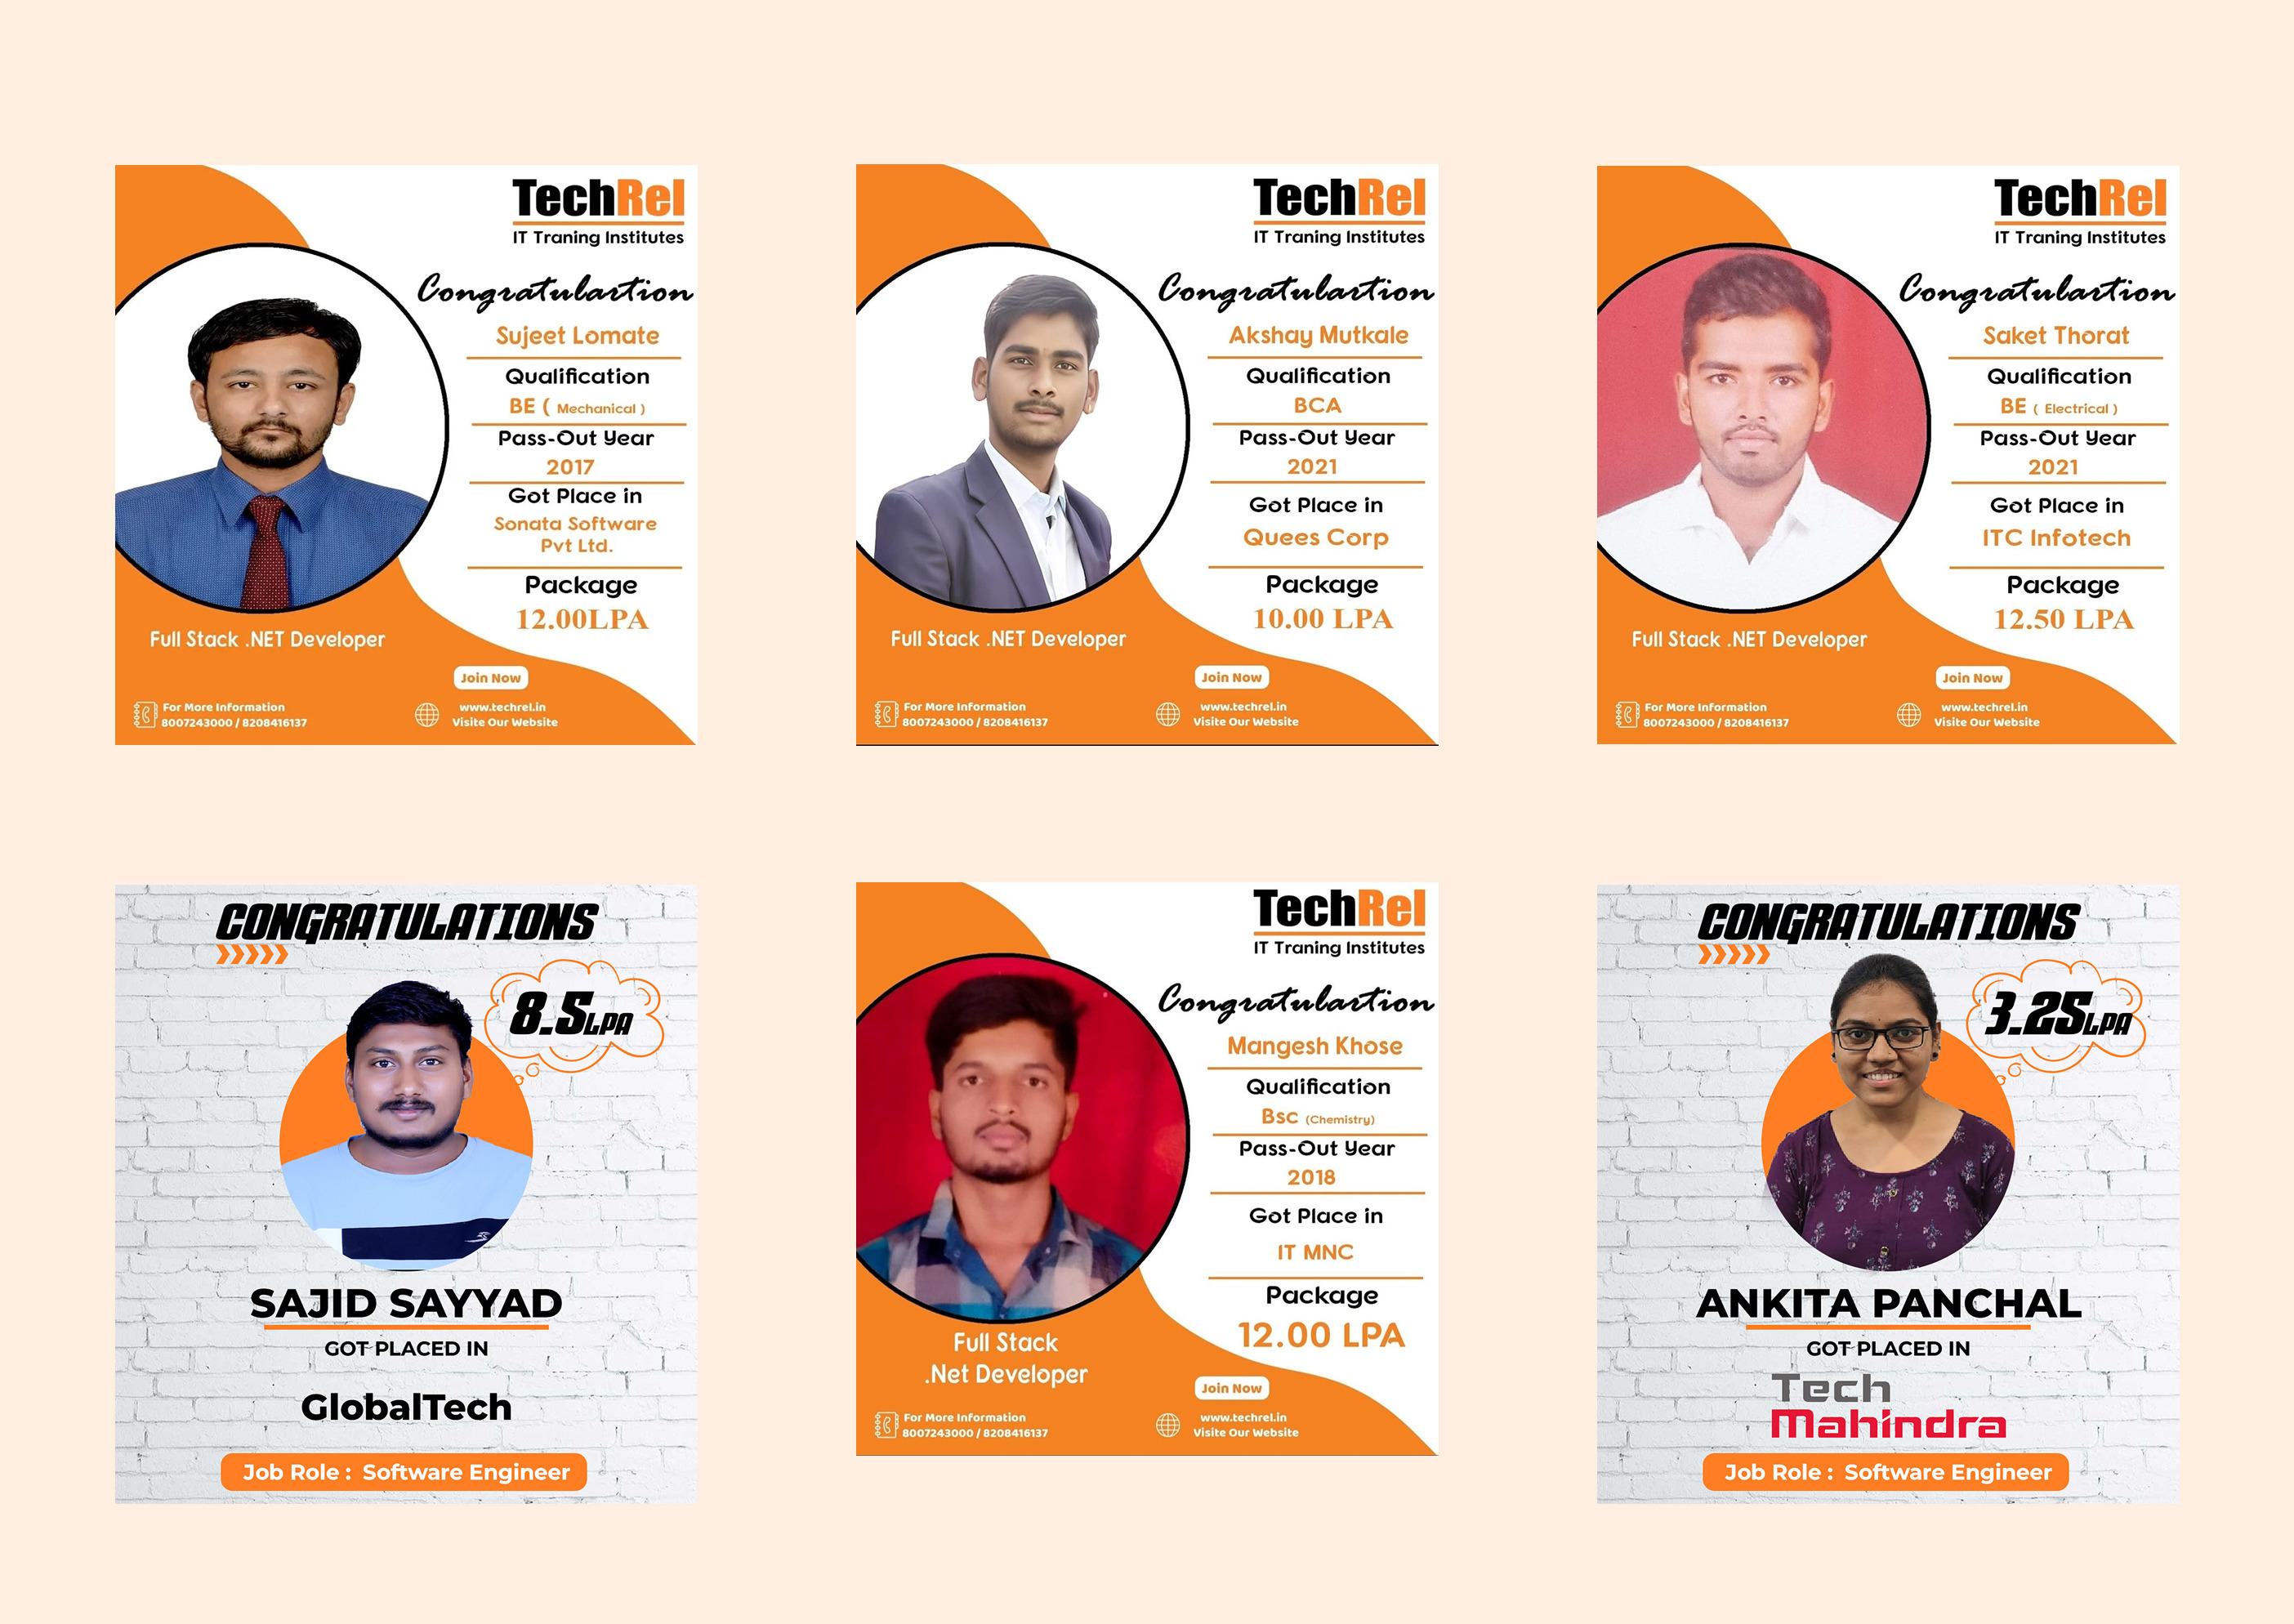 TechRel
IT Traning Institutes
Congratulartion
Sujeet Lomate
Qualification
BE ( Mechanical )
Pass-Out Year
2017
Got Place in
Sonata Software
Pvt Ltd.
Package
12.00LPA
Full Stack .NET Developer
Join Now
For More Information
8007243000 / 8208416137
www.techrel.in
Visite Our Website
TechRel
IT Traning Institutes
Congratulartion
Akshay Mutkale
Qualification
BCA
Pass-Out Year
2021
Got Place in
Quees Corp
Package
10.00 LPA
Full Stack .NET Developer
Join Now
For More Information
8007243000 / 8208416137
www.techrel.in
Visite Our Website
TechRel
IT Traning Institutes
Congratulartion
Saket Thorat
Qualification
BE ( Electrical )
Pass-Out Year
2021
Got Place in
ITC Infotech
Package
12.50 LPA
Full Stack .NET Developer
Join Now
For More Information
8007243000 / 8208416137
www.techrel.in
Visite Our Website
CONGRATULATIONS
8.5LPA
SAJID SAYYAD
GOT PLACED IN
GlobalTech
Job Role : Software Engineer
TechRel
IT Traning Institutes
Congratulartion
Mangesh Khose
Qualification
Bsc (Chemistry)
Pass-Out Year
2018
Got Place in
IT MNC
Package
12.00 LPA
Full Stack
.Net Developer
Join Now
For More Information
8007243000 / 8208416137
www.techrel.in
Visite Our Website
CONGRATULATIONS
3.25LPA
ANKITA PANCHAL
GOT PLACED IN
Tech
Mahindra
Job Role : Software Engineer